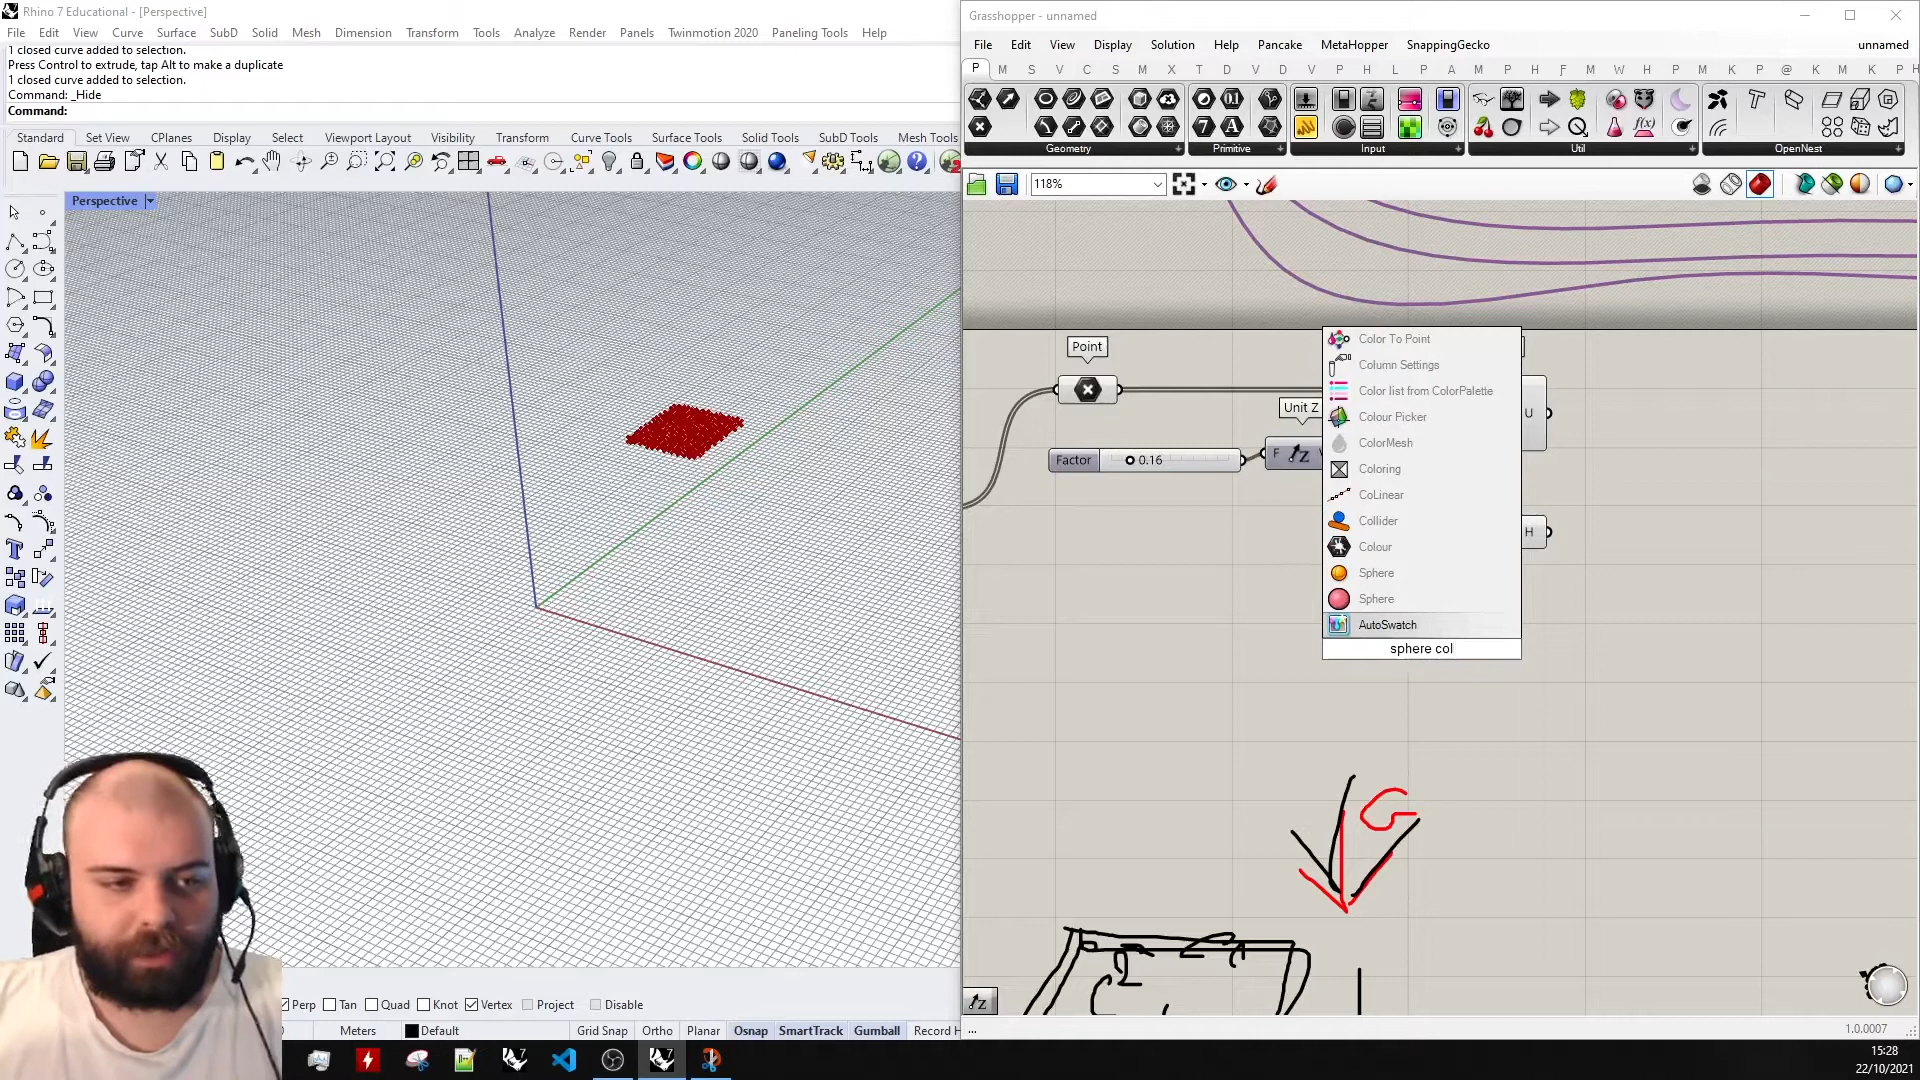 Rhino 7 Educational - [Perspective]
File Edit View Curve Surface SubD Solid Mesh Dimension Transform Tools Analyze Render Panels Twinmotion 2020 Paneling Tools Help
1 closed curve added to selection.
Press Control to extrude, tap Alt to make a duplicate
1 closed curve added to selection.
Command: _Hide
Command:
Standard Set View CPlanes Display Select Viewport Layout Visibility Transform Curve Tools Surface Tools Solid Tools SubD Tools Mesh Tools
Perspective
Perp Tan Quad Knot Vertex Project Disable
Meters Default Grid Snap Ortho Planar Osnap SmartTrack Gumball Record H
Grasshopper - unnamed
File Edit View Display Solution Help Pancake MetaHopper SnappingGecko unnamed
P M S V C S M X T D V D V P H L P A M P H F M W H P M K P @ K M K P H
Geometry Primitive Input Util OpenNest
118%
Point
Unit Z
Factor 0.16
F Z V
U
H
Color To Point
Column Settings
Color list from ColorPalette
Colour Picker
ColorMesh
Coloring
CoLinear
Collider
Colour
Sphere
Sphere
AutoSwatch
sphere col
G
Z
...
1.0.0007
15:28
22/10/2021